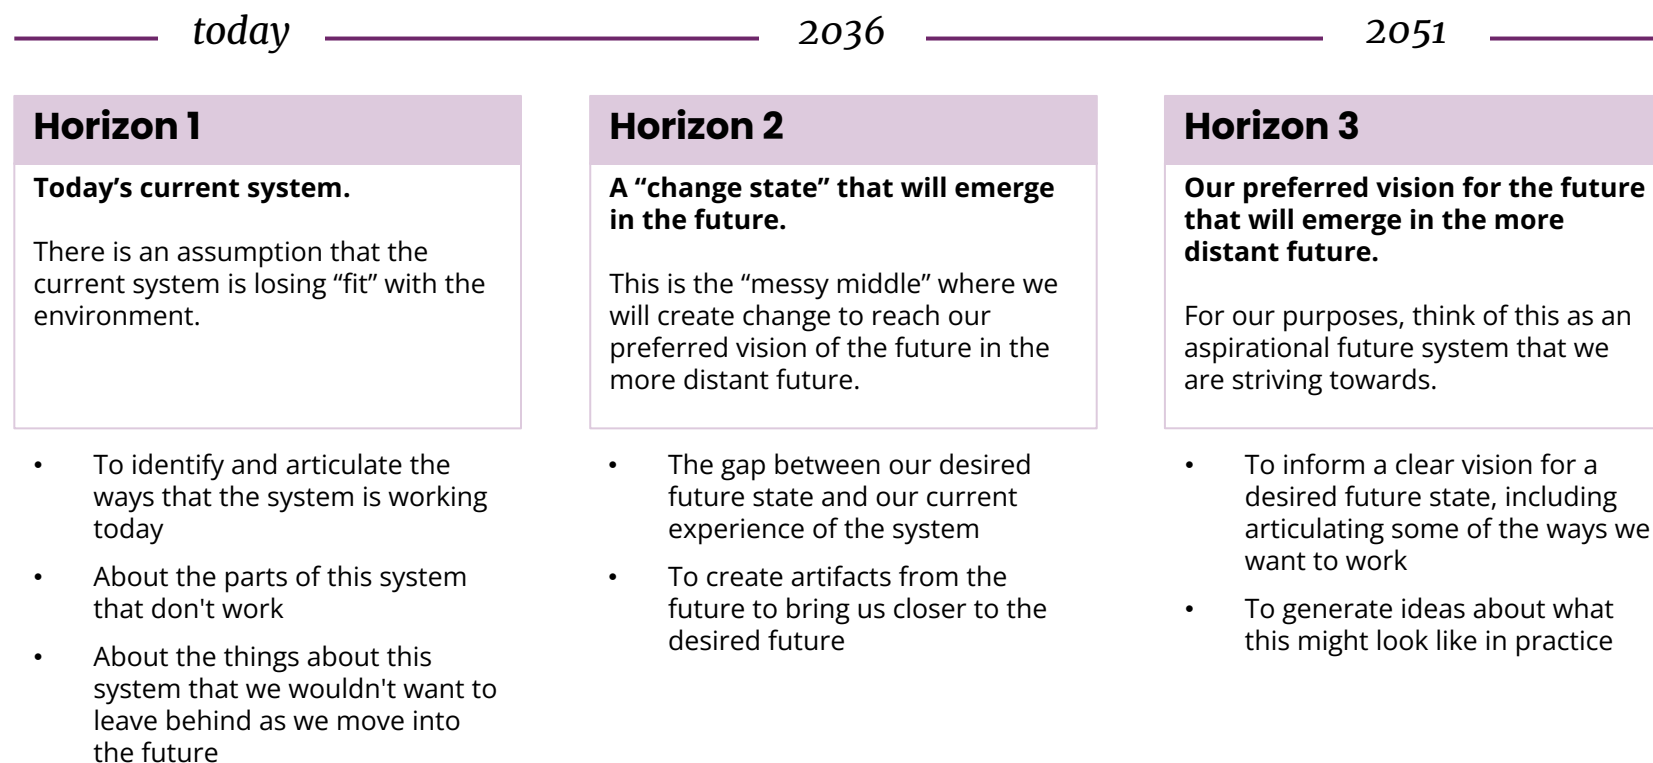 today
2036
2051
Horizon 1
Today’s current system.
There is an assumption that the
current system is losing “fit” with the
environment.
• To identify and articulate the
ways that the system is working
today
• About the parts of this system
that don't work
• About the things about this
system that we wouldn't want to
leave behind as we move into
the future
Horizon 2
A “change state” that will emerge
in the future.
This is the “messy middle” where we
will create change to reach our
preferred vision of the future in the
more distant future.
• The gap between our desired
future state and our current
experience of the system
• To create artifacts from the
future to bring us closer to the
desired future
Horizon 3
Our preferred vision for the future
that will emerge in the more
distant future.
For our purposes, think of this as an
aspirational future system that we
are striving towards.
• To inform a clear vision for a
desired future state, including
articulating some of the ways we
want to work
• To generate ideas about what
this might look like in practice